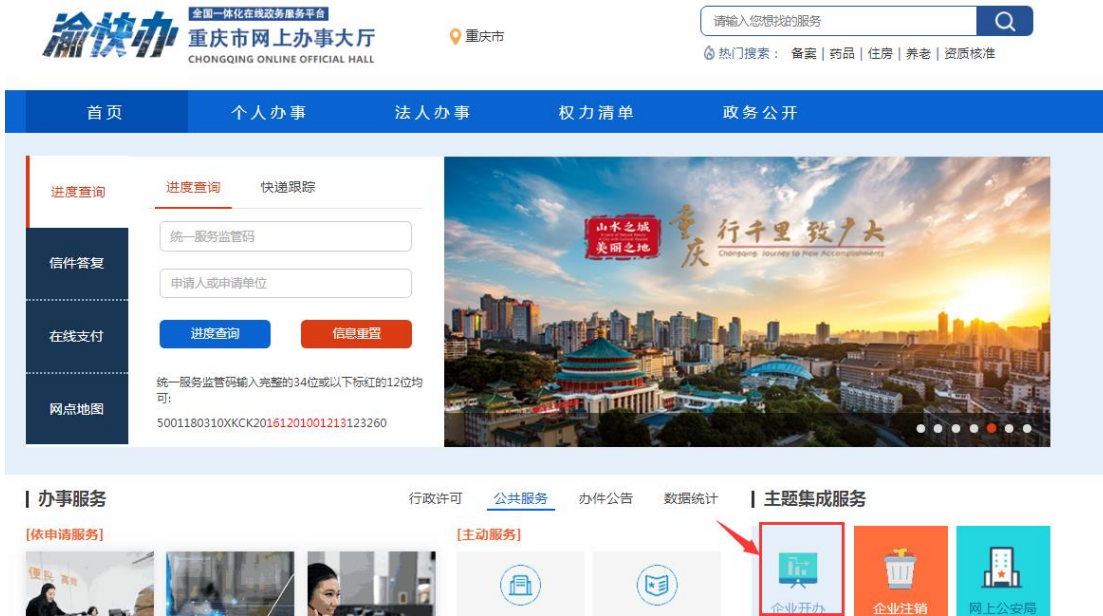 渝快办
全国一体化在线政务服务平台
重庆市网上办事大厅
CHONGQING ONLINE OFFICIAL HALL
重庆市
请输入您想找的服务
热门搜索： 备案 | 药品 | 住房 | 养老 | 资质核准
首页 个人办事 法人办事 权力清单 政务公开
进度查询
信件答复
在线支付
网点地图
进度查询 快递跟踪
统一服务监管码
申请人或申请单位
进度查询 信息重置
统一服务监管码输入完整的34位或以下标红的12位均
可:
5001180310XKCK20161201001213123260
山水之城
美丽之地
重庆 行千里 致广大
Chongqing Journey to New Accomplishments
办事服务 行政许可 公共服务 办件公告 数据统计
[依申请服务] [主动服务]
便民 高效
主题集成服务
企业开办 企业注销 网上公安局